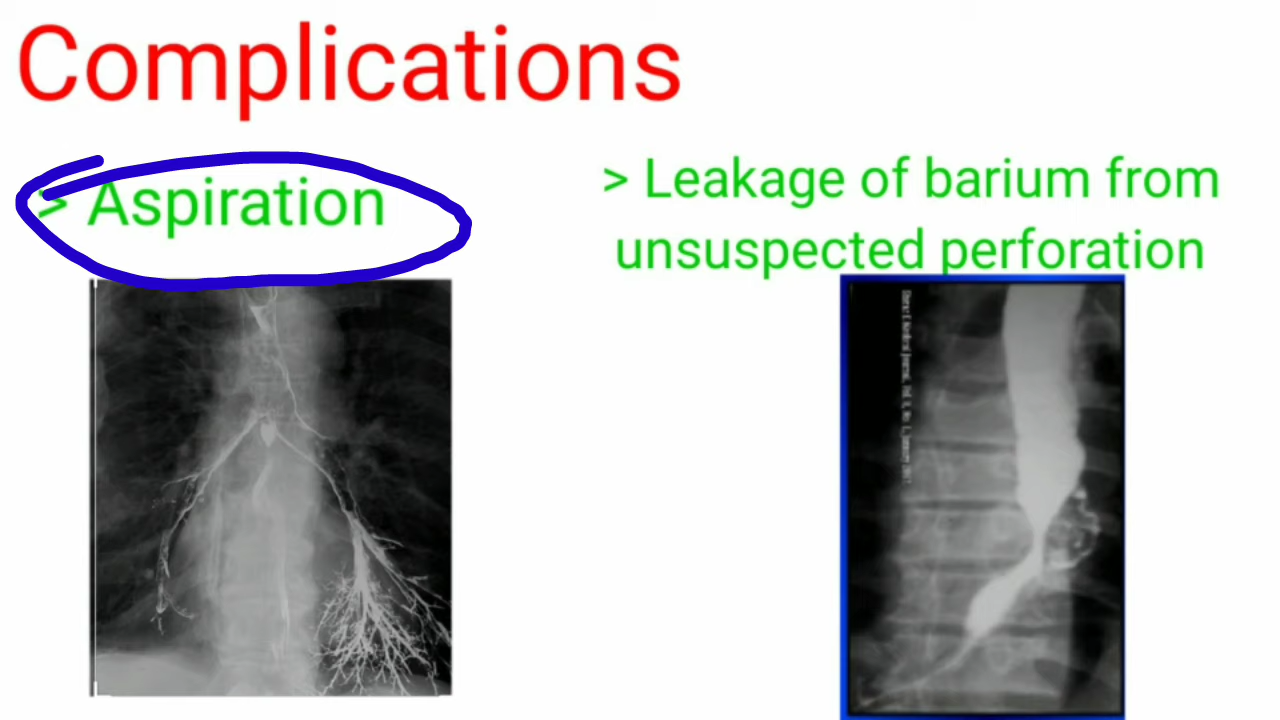 Complications
> Aspiration
> Leakage of barium from
unsuspected perforation